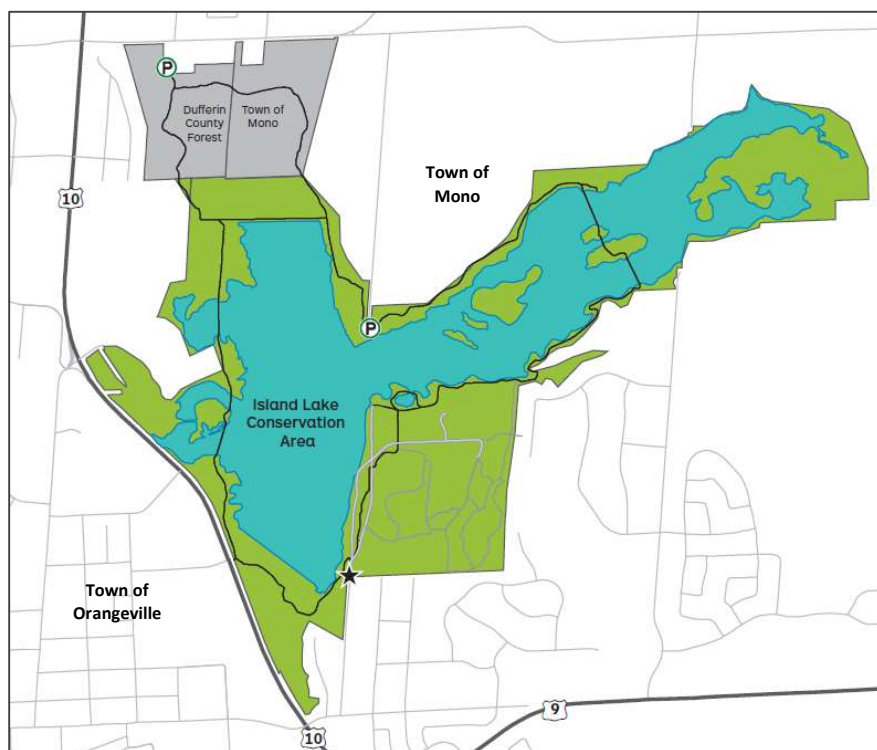 P
Dufferin
County
Forest
Town of
Mono
10
Town of
Mono
P
Island Lake
Conservation
Area
Town of
Orangeville
9
10